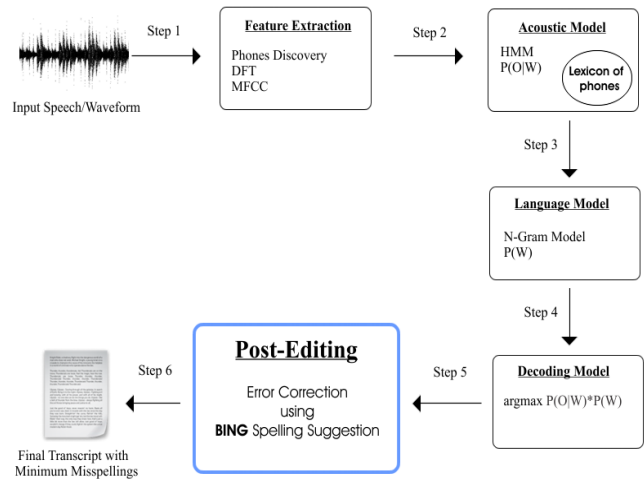 Step 1
Feature Extraction
Phones Discovery
DFT
MFCC
Step 2
Acoustic Model
HMM
P(O|W)
Lexicon of
phones
Input Speech/Waveform
Step 3
Language Model
N-Gram Model
P(W)
Step 4
Decoding Model
argmax P(O|W)*P(W)
Step 5
Post-Editing
Error Correction
using
BING Spelling Suggestion
Step 6
Final Transcript with
Minimum Misspellings